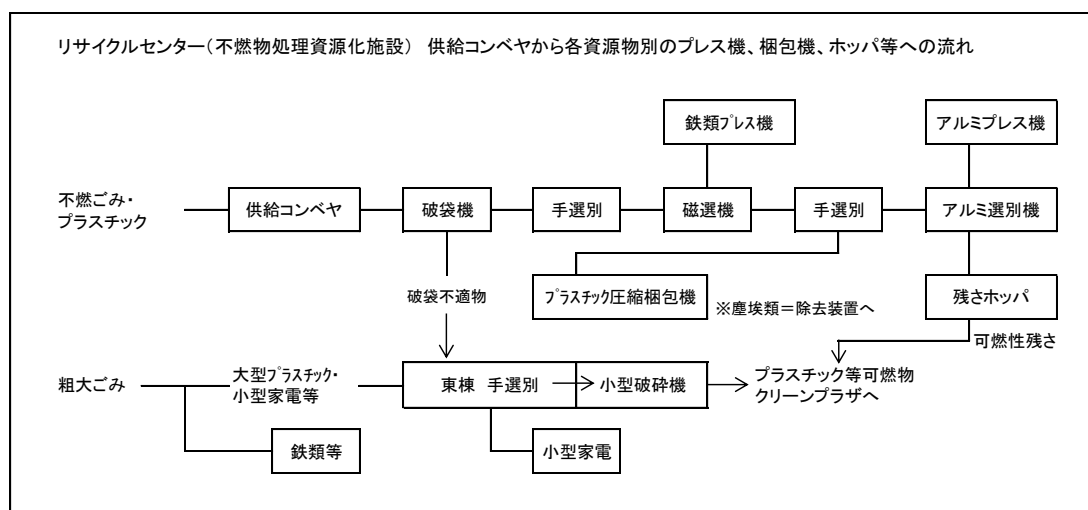 リサイクルセンター(不燃物処理資源化施設) 供給コンベヤから各資源物別のプレス機、梱包機、ホッパ等への流れ
鉄類ﾌﾟﾚｽ機
アルミプレス機
不燃ごみ・
プラスチック
供給コンベヤ
破袋機
手選別
磁選機
手選別
アルミ選別機
破袋不適物
ﾌﾟﾗｽﾁｯｸ圧縮梱包機
※塵埃類=除去装置へ
残さホッパ
可燃性残さ
粗大ごみ
大型ﾌﾟﾗｽﾁｯｸ・
小型家電等
東棟 手選別
小型破砕機
プラスチック等可燃物
クリーンプラザへ
鉄類等
小型家電